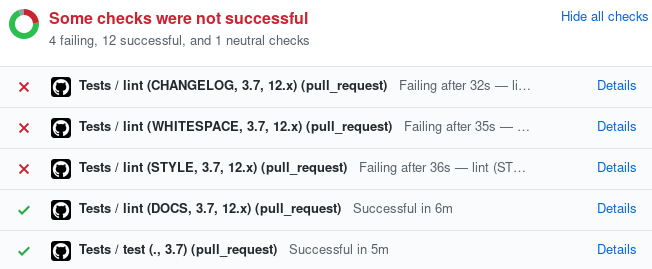 Some checks were not successful
Hide all checks
4 failing, 12 successful, and 1 neutral checks
Tests / lint (CHANGELOG, 3.7, 12.x) (pull_request) Failing after 32s — li… Details
Tests / lint (WHITESPACE, 3.7, 12.x) (pull_request) Failing after 35s — … Details
Tests / lint (STYLE, 3.7, 12.x) (pull_request) Failing after 36s — lint (ST… Details
Tests / lint (DOCS, 3.7, 12.x) (pull_request) Successful in 6m Details
Tests / test (., 3.7) (pull_request) Successful in 5m Details